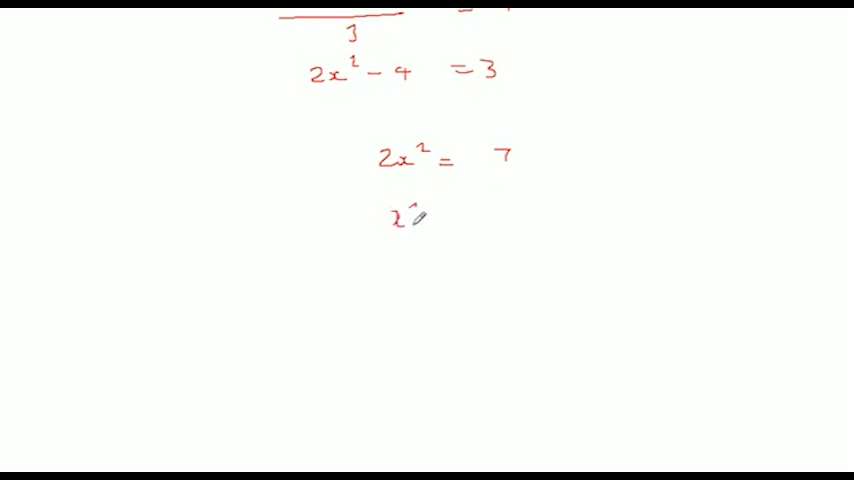 3
2x² - 4 = 3
2x² = 7
x